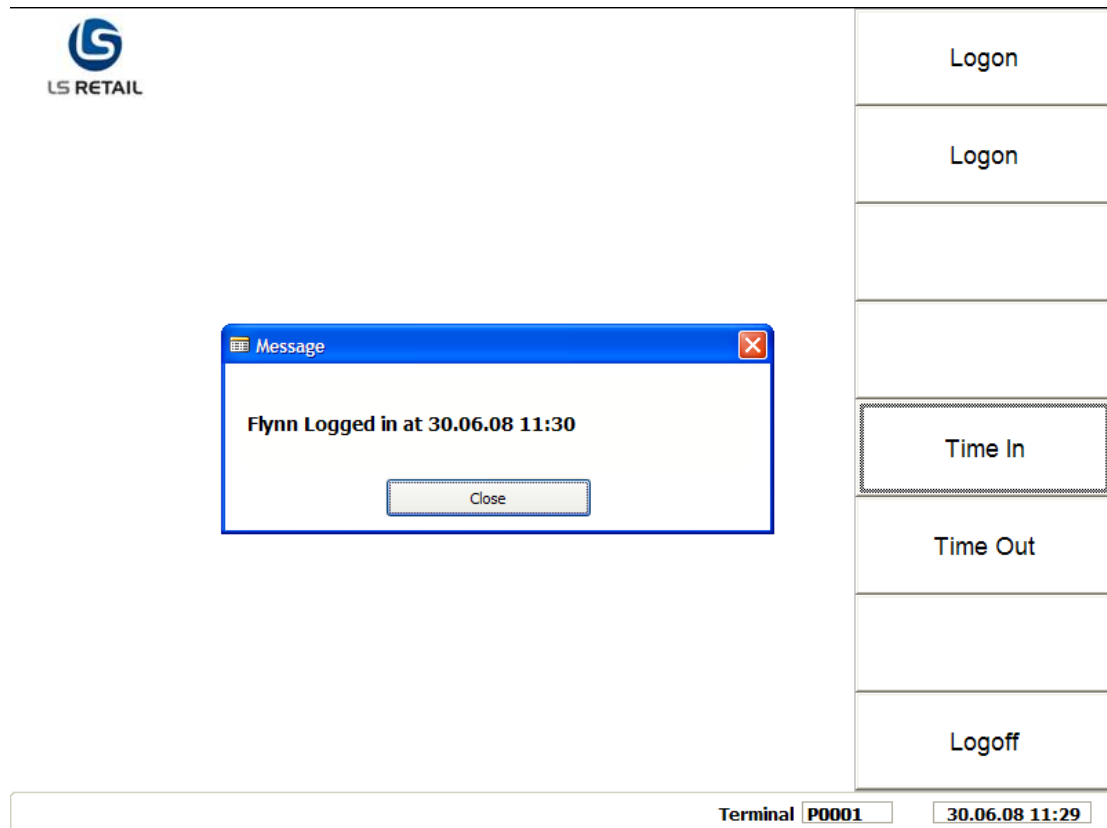 LS RETAIL
Logon
Logon
Message
Flynn Logged in at 30.06.08 11:30
Close
Time In
Time Out
Logoff
Terminal P0001 30.06.08 11:29